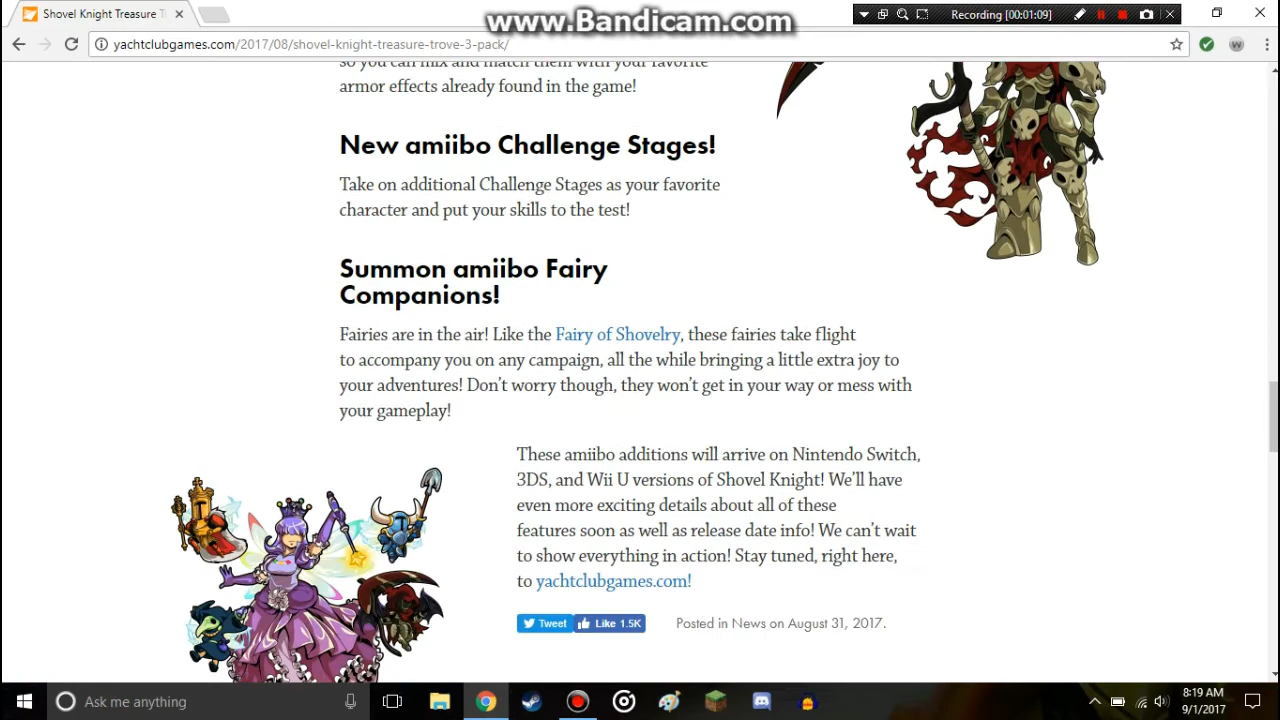 Shovel Knight Treasure T
www.Bandicam.com
Recording [00:01:09]
yachtclubgames.com/2017/08/shovel-knight-treasure-trove-3-pack/
so you can mix and match them with your favorite
armor effects already found in the game!
New amiibo Challenge Stages!
Take on additional Challenge Stages as your favorite
character and put your skills to the test!
Summon amiibo Fairy
Companions!
Fairies are in the air! Like the Fairy of Shovelry, these fairies take flight
to accompany you on any campaign, all the while bringing a little extra joy to
your adventures! Don't worry though, they won't get in your way or mess with
your gameplay!
These amiibo additions will arrive on Nintendo Switch,
3DS, and Wii U versions of Shovel Knight! We'll have
even more exciting details about all of these
features soon as well as release date info! We can't wait
to show everything in action! Stay tuned, right here,
to yachtclubgames.com!
Tweet Like 1.5K Posted in News on August 31, 2017.
Ask me anything
8:19 AM
9/1/2017